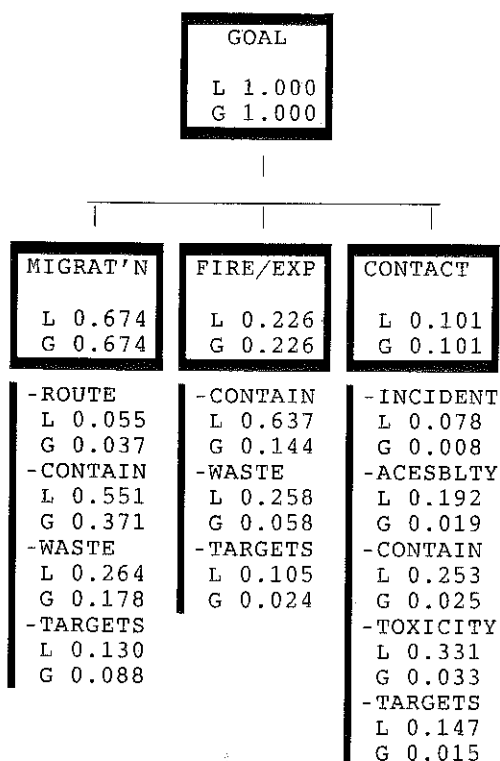 GOAL
L 1.000
G 1.000
MIGRAT'N
L 0.674
G 0.674
-ROUTE
L 0.055
G 0.037
-CONTAIN
L 0.551
G 0.371
-WASTE
L 0.264
G 0.178
-TARGETS
L 0.130
G 0.088
FIRE/EXP
L 0.226
G 0.226
-CONTAIN
L 0.637
G 0.144
-WASTE
L 0.258
G 0.058
-TARGETS
L 0.105
G 0.024
CONTACT
L 0.101
G 0.101
-INCIDENT
L 0.078
G 0.008
-ACESBLTY
L 0.192
G 0.019
-CONTAIN
L 0.253
G 0.025
-TOXICITY
L 0.331
G 0.033
-TARGETS
L 0.147
G 0.015